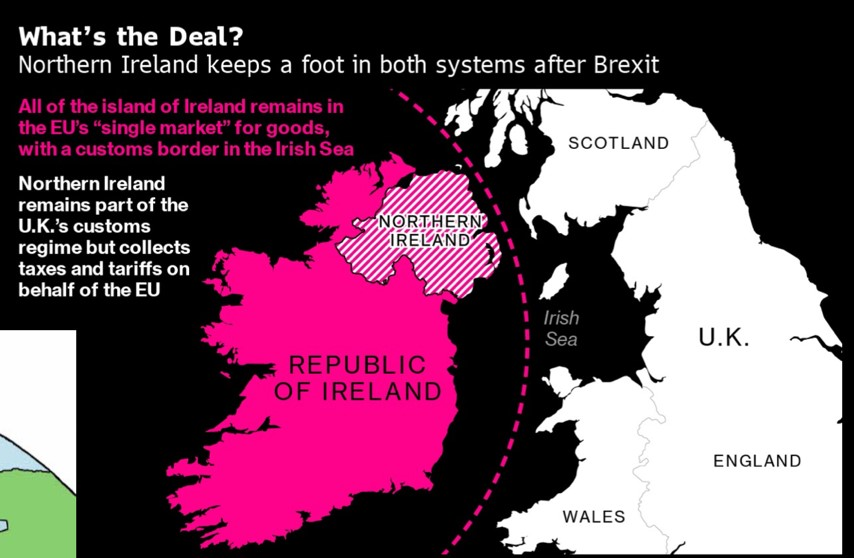 What's the Deal?
Northern Ireland keeps a foot in both systems after Brexit
All of the island of Ireland remains in
the EU's “single market” for goods,
with a customs border in the Irish Sea
Northern Ireland
remains part of the
U.K.'s customs
regime but collects
taxes and tariffs on
behalf of the EU
SCOTLAND
NORTHERN
IRELAND
Irish
Sea
U.K.
REPUBLIC
OF IRELAND
ENGLAND
WALES